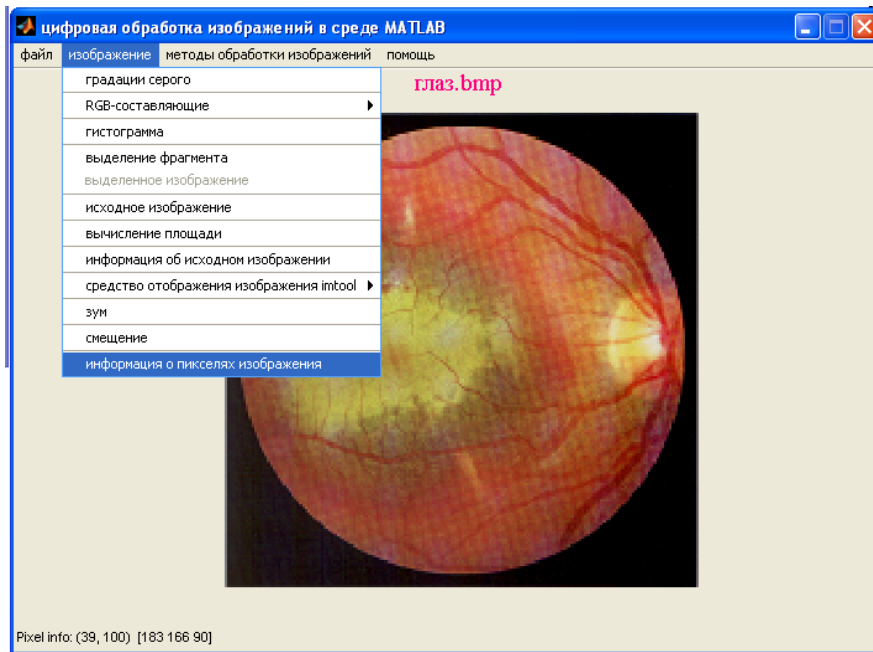 цифровая обработка изображений в среде MATLAB
файл изображение методы обработки изображений помощь
глаз.bmp
градации серого
RGB-составляющие
гистограмма
выделение фрагмента
выделенное изображение
исходное изображение
вычисление площади
информация об исходном изображении
средство отображения изображения imtool
зум
смещение
информация о пикселях изображения
Pixel info: (39, 100) [183 166 90]